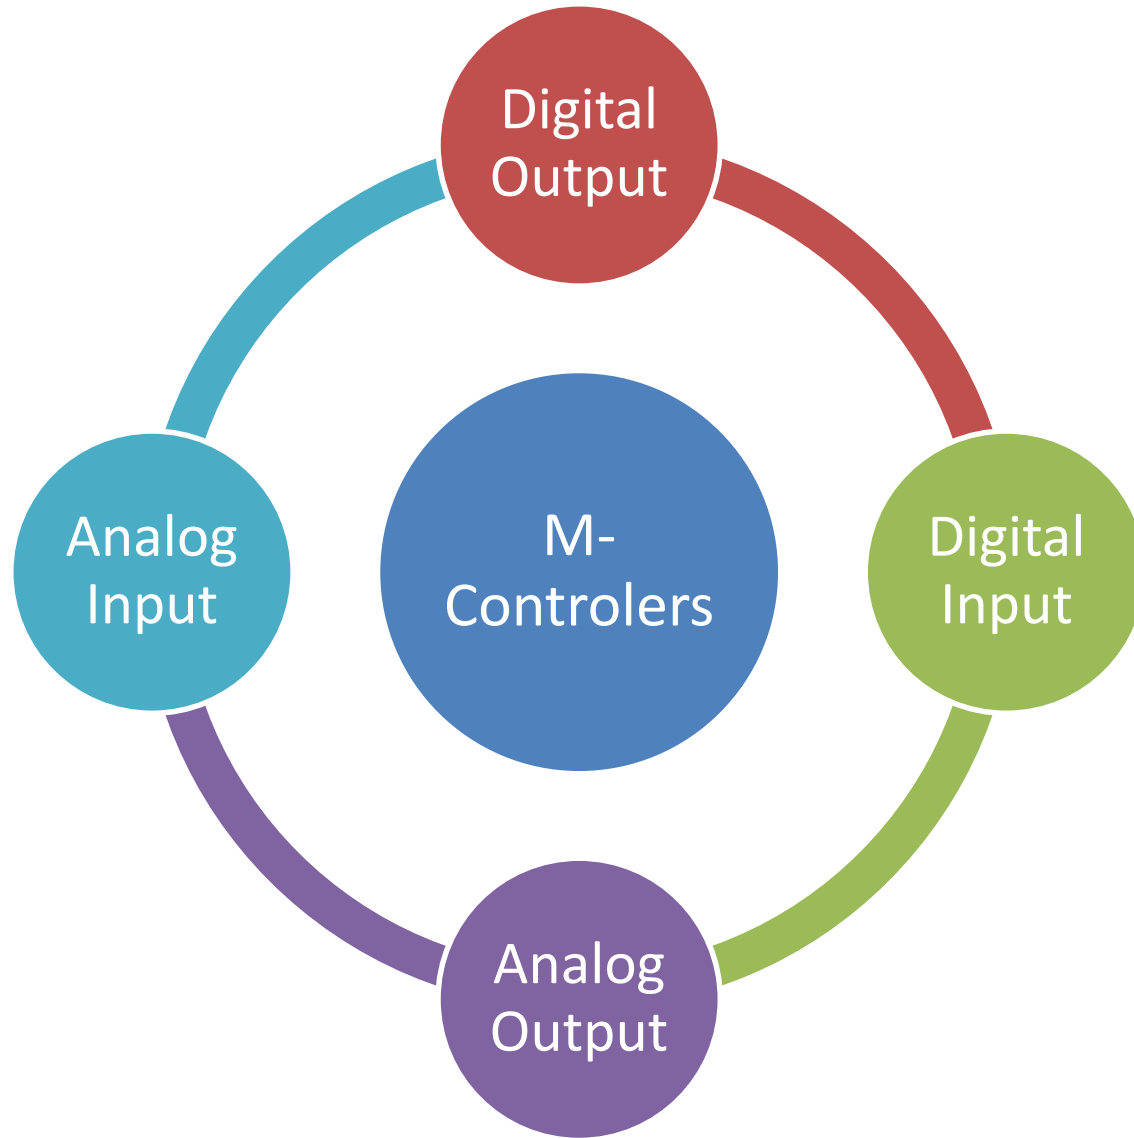 Digital
Output
Analog
Input
M-
Controlers
Digital
Input
Analog
Output